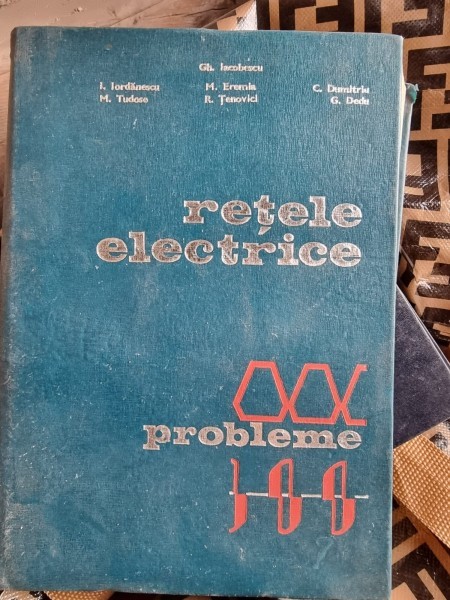 Gh. Iacobescu
I. Iordănescu M. Eremia C. Dumitriu
M. Tudose R. Țenovici G. Dedu
rețele
electrice
probleme